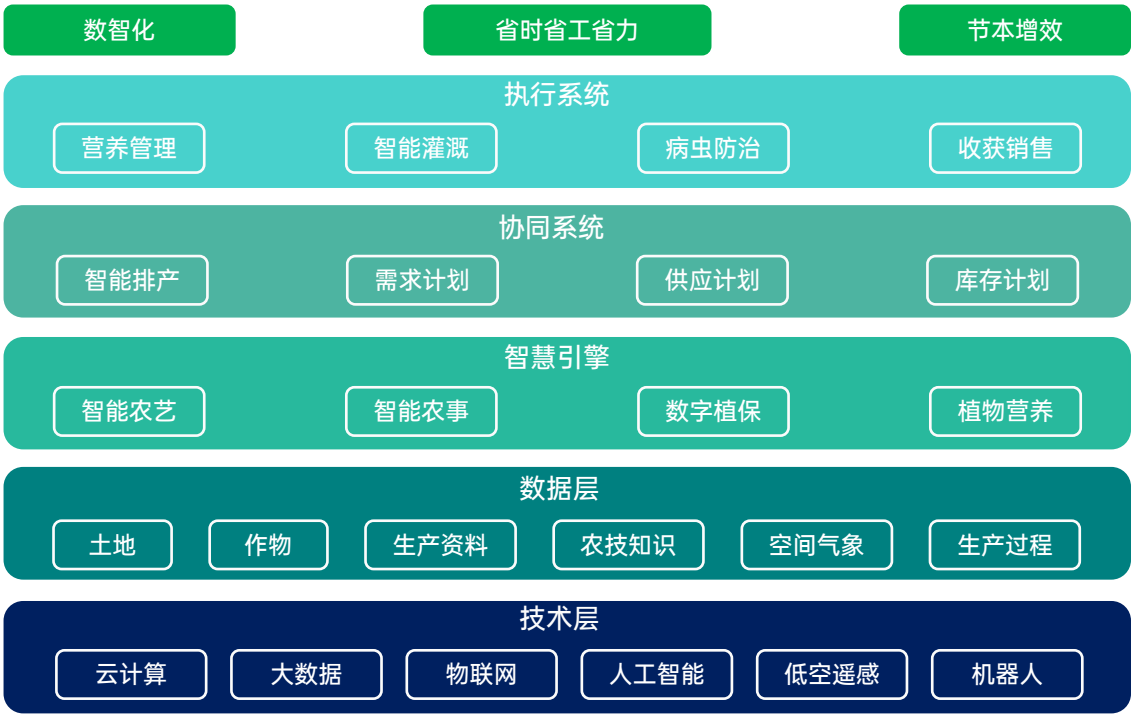 数智化 省时省工省力 节本增效
执行系统
营养管理 智能灌溉 病虫防治 收获销售
协同系统
智能排产 需求计划 供应计划 库存计划
智慧引擎
智能农艺 智能农事 数字植保 植物营养
数据层
土地 作物 生产资料 农技知识 空间气象 生产过程
技术层
云计算 大数据 物联网 人工智能 低空遥感 机器人